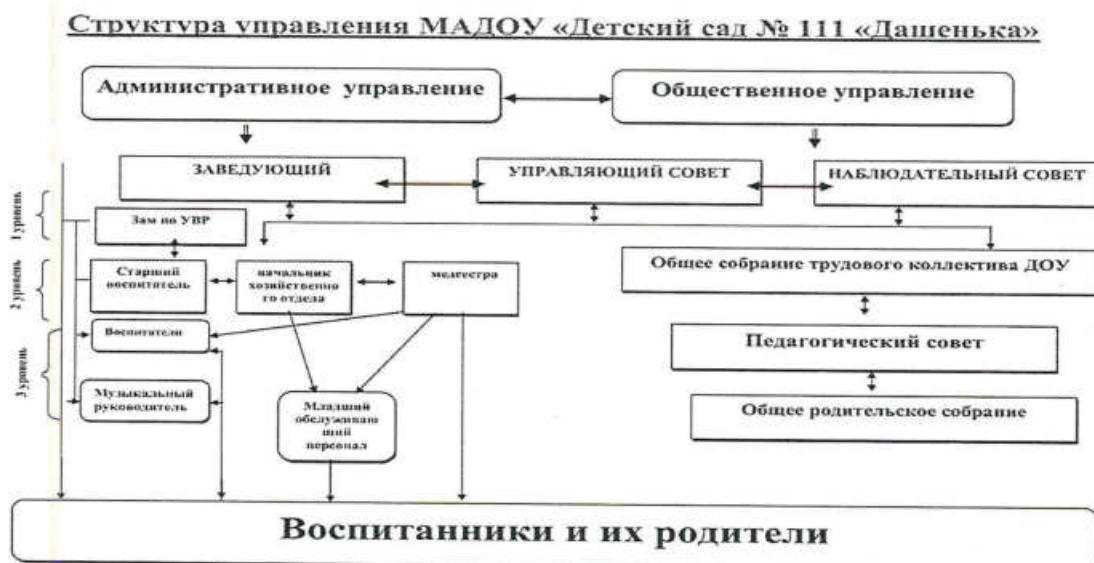 Структура управления МАДОУ «Детский сад № 111 «Дашенька»
Административное управление
Общественное управление
ЗАВЕДУЮЩИЙ
УПРАВЛЯЮЩИЙ СОВЕТ
НАБЛЮДАТЕЛЬНЫЙ СОВЕТ
1 уровень
Зам по УВР
2 уровень
Старший
воспитатель
начальник
хозяйственно
го отдела
медсестра
Общее собрание трудового коллектива ДОУ
3 уровень
Воспитатели
Педагогический совет
Музыкальный
руководитель
Младший
обслуживаю
щий
персонал
Общее родительское собрание
Воспитанники и их родители